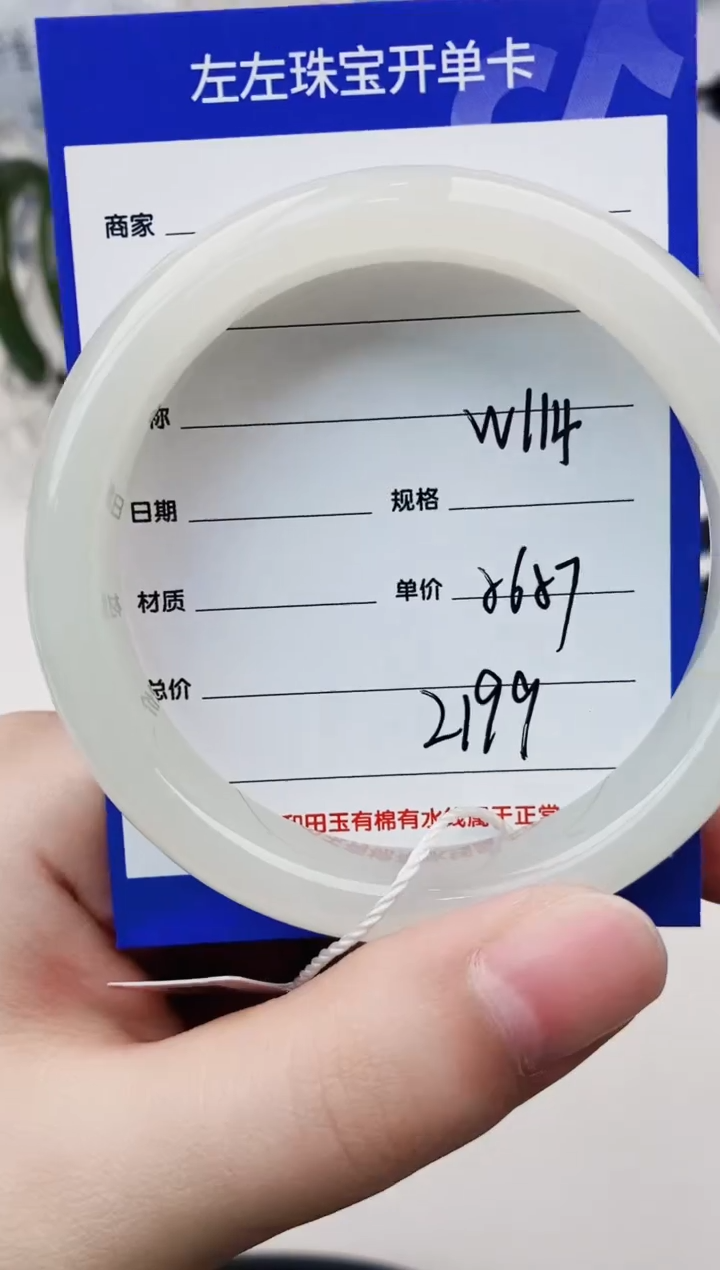 左左珠宝开单卡
商家
称 W114
日期 规格
材质 单价 8687
总价
2199
和田玉有棉有水线属于正常